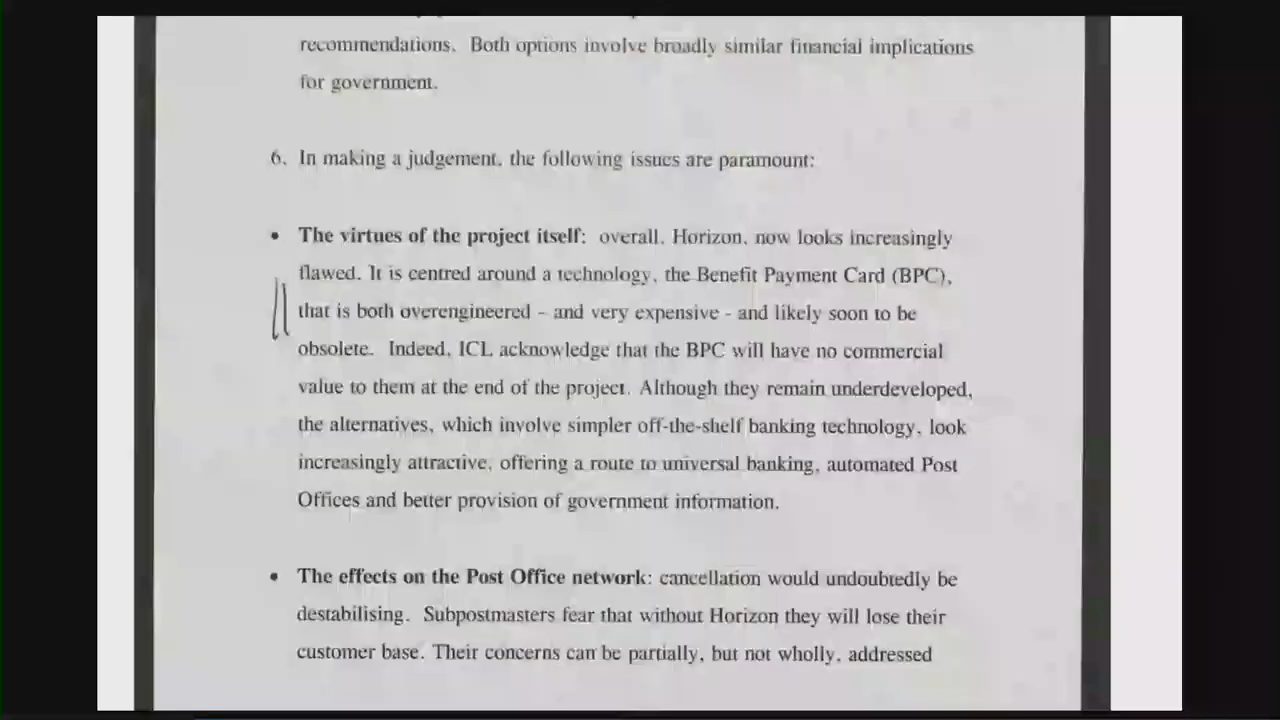 recommendations. Both options involve broadly similar financial implications
for government.
6. In making a judgement, the following issues are paramount:
• The virtues of the project itself: overall, Horizon, now looks increasingly
flawed. It is centred around a technology, the Benefit Payment Card (BPC),
that is both overengineered – and very expensive - and likely soon to be
obsolete. Indeed, ICL acknowledge that the BPC will have no commercial
value to them at the end of the project. Although they remain underdeveloped,
the alternatives, which involve simpler off-the-shelf banking technology, look
increasingly attractive, offering a route to universal banking, automated Post
Offices and better provision of government information.
• The effects on the Post Office network: cancellation would undoubtedly be
destabilising. Subpostmasters fear that without Horizon they will lose their
customer base. Their concerns can be partially, but not wholly, addressed